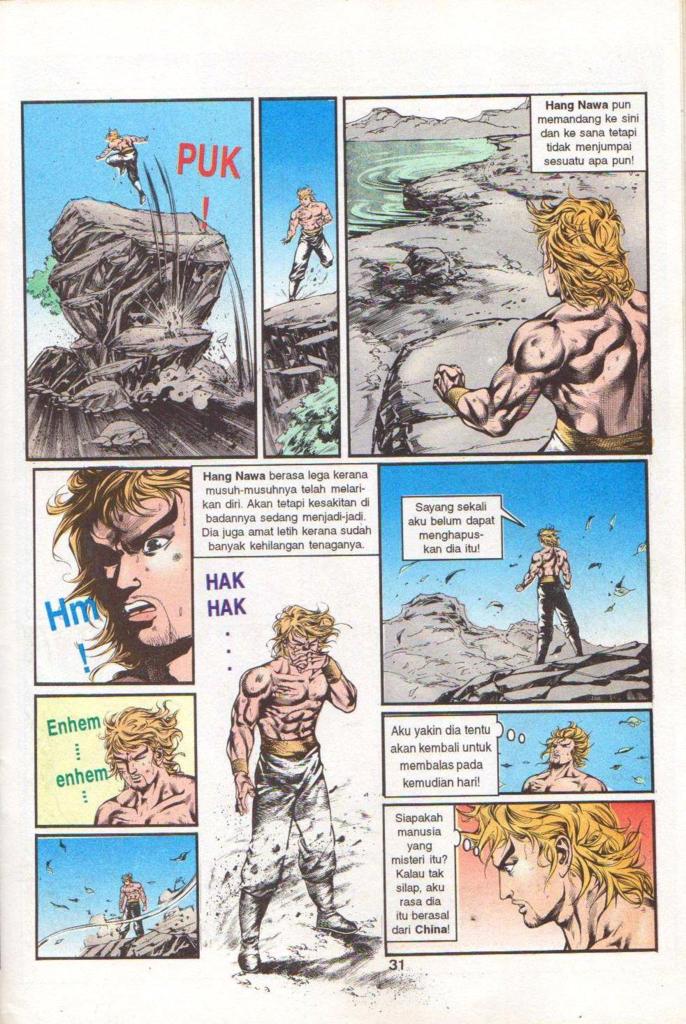 PUK
!
Hang Nawa pun
memandang ke sini
dan ke sana tetapi
tidak menjumpai
sesuatu apa pun!
Hm
!
Hang Nawa berasa lega kerana
musuh-musuhnya telah melari-
kan diri. Akan tetapi kesakitan di
badannya sedang menjadi-jadi.
Dia juga amat letih kerana sudah
banyak kehilangan tenaganya.
Sayang sekali
aku belum dapat
menghapus-
kan dia itu!
HAK
HAK
....
Enhem
....
enhem
....
Aku yakin dia tentu
akan kembali untuk
membalas pada
kemudian hari!
Siapakah
manusia
yang
misteri itu?
Kalau tak
silap, aku
rasa dia
itu berasal
dari China!
31